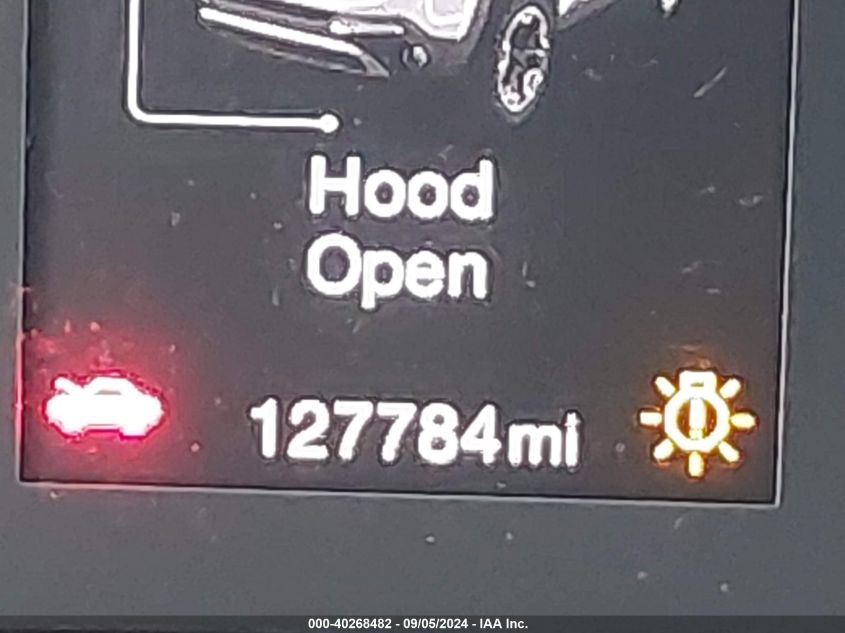 Hood
Open
127784mi
000-40268482 - 09/05/2024 - IAA Inc.